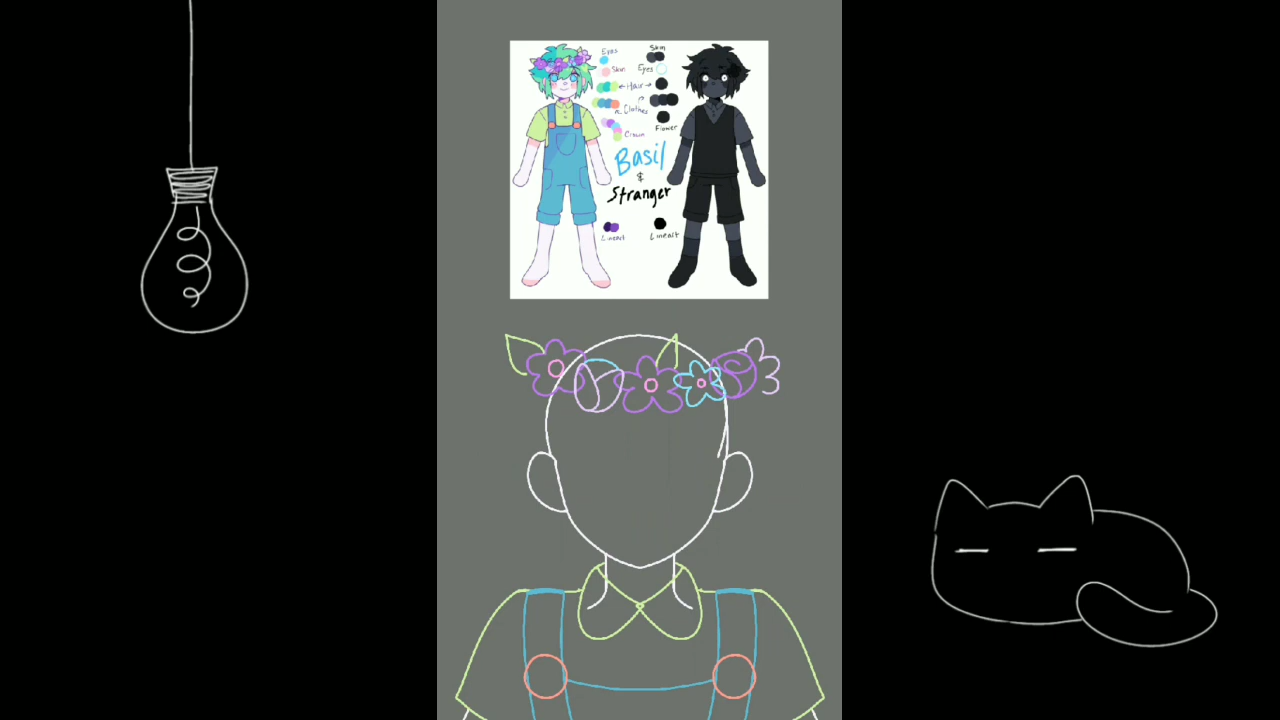 Eyes
Skin
Skin
Eyes
← Hair →
Clothes
Crown
Flower
Basil
&
Stranger
Lineart
Lineart